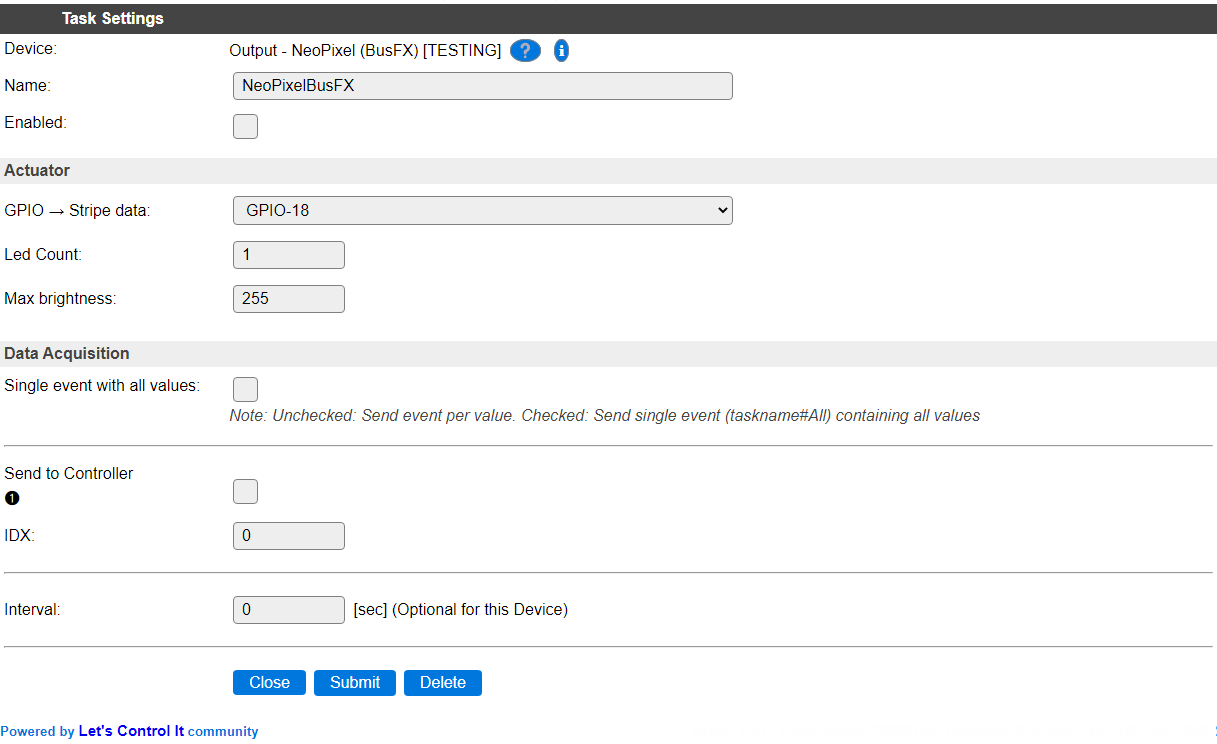 Task Settings
Device: Output - NeoPixel (BusFX) [TESTING] ? i
Name: NeoPixelBusFX
Enabled:
Actuator
GPIO → Stripe data: GPIO-18
Led Count: 1
Max brightness: 255
Data Acquisition
Single event with all values:
Note: Unchecked: Send event per value. Checked: Send single event (taskname#All) containing all values
Send to Controller
❶
IDX: 0
Interval: 0 [sec] (Optional for this Device)
Close Submit Delete
Powered by Let's Control It community